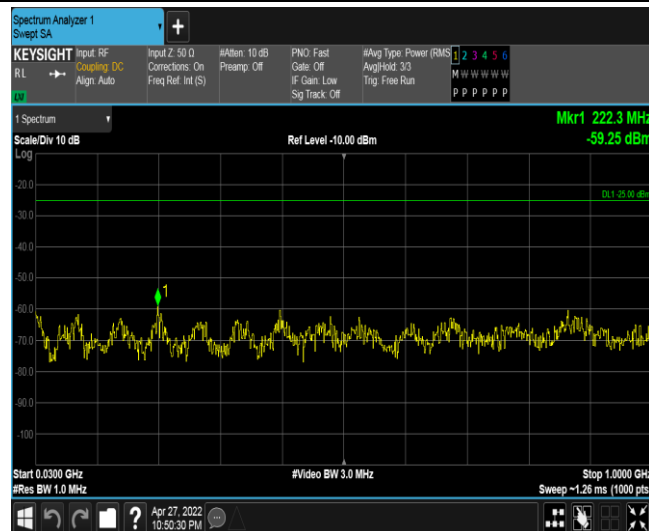 Spectrum Analyzer 1
Swept SA
+
KEYSIGHT
RL
Input: RF
Coupling: DC
Align: Auto
Input Z: 50 Ω
Corrections: On
Freq Ref: Int (S)
#Atten: 10 dB
Preamp: Off
PNO: Fast
Gate: Off
IF Gain: Low
Sig Track: Off
#Avg Type: Power (RMS
Avg|Hold: 3/3
Trig: Free Run
1 2 3 4 5 6
M W W W W W
P P P P P P
1 Spectrum
Mkr1 222.3 MHz
Scale/Div 10 dB
Ref Level -10.00 dBm
-59.25 dBm
Log
DL1 -25.00 dBm
-20.0
-30.0
-40.0
-50.0
1
-60.0
-70.0
-80.0
-90.0
-100
Start 0.0300 GHz
#Video BW 3.0 MHz
Stop 1.0000 GHz
#Res BW 1.0 MHz
Sweep ~1.26 ms (1000 pts
?
Apr 27, 2022
10:50:30 PM